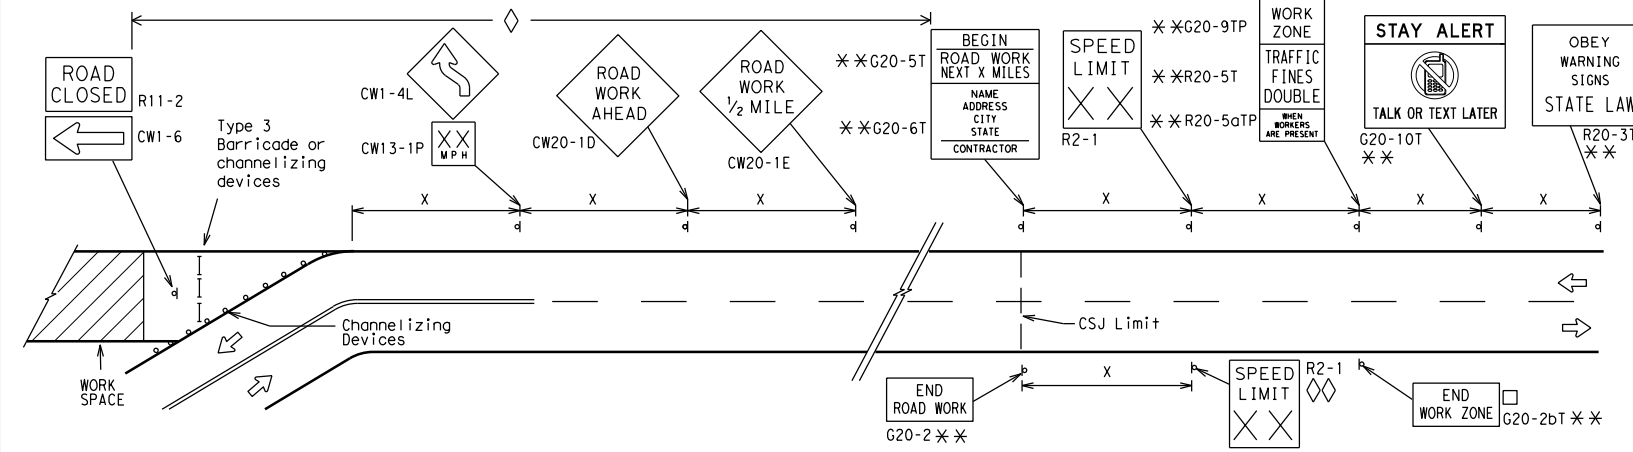 ROAD
CLOSED
R11-2
CW1-6
Type 3
Barricade or
channelizing
devices
CW1-4L
CW13-1P
XX
MPH
ROAD
WORK
AHEAD
CW20-1D
ROAD
WORK
1/2 MILE
CW20-1E
**G20-5T
**G20-6T
BEGIN
ROAD WORK
NEXT X MILES
NAME
ADDRESS
CITY
STATE
CONTRACTOR
SPEED
LIMIT
XX
R2-1
**G20-9TP
**R20-5T
**R20-5aTP
WORK
ZONE
TRAFFIC
FINES
DOUBLE
WHEN
WORKERS
ARE PRESENT
STAY ALERT
TALK OR TEXT LATER
G20-10T
**
OBEY
WARNING
SIGNS
STATE LAW
R20-3T
**
X
X
X
X
X
X
X
Channelizing
Devices
WORK
SPACE
CSJ Limit
X
END
ROAD WORK
G20-2**
SPEED
LIMIT
XX
R2-1
END
WORK ZONE
G20-2bT**